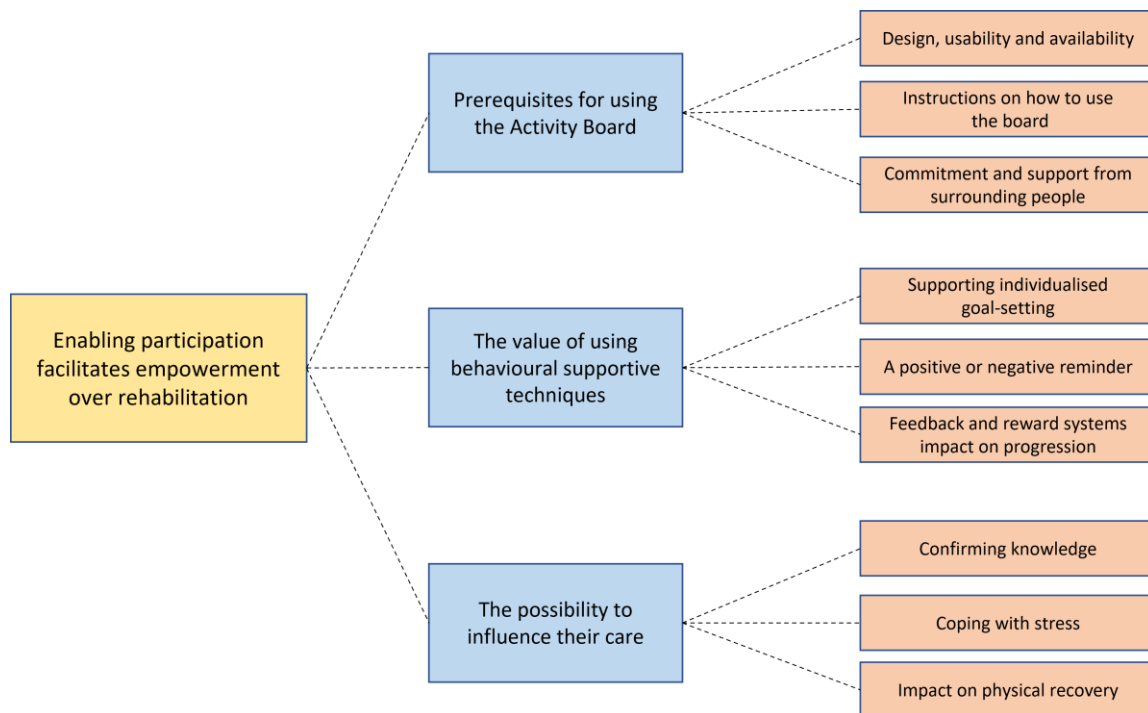 Enabling participation
facilitates empowerment
over rehabilitation
Prerequisites for using
the Activity Board
Design, usability and availability
Instructions on how to use
the board
Commitment and support from
surrounding people
The value of using
behavioural supportive
techniques
Supporting individualised
goal-setting
A positive or negative reminder
Feedback and reward systems
impact on progression
The possibility to
influence their care
Confirming knowledge
Coping with stress
Impact on physical recovery